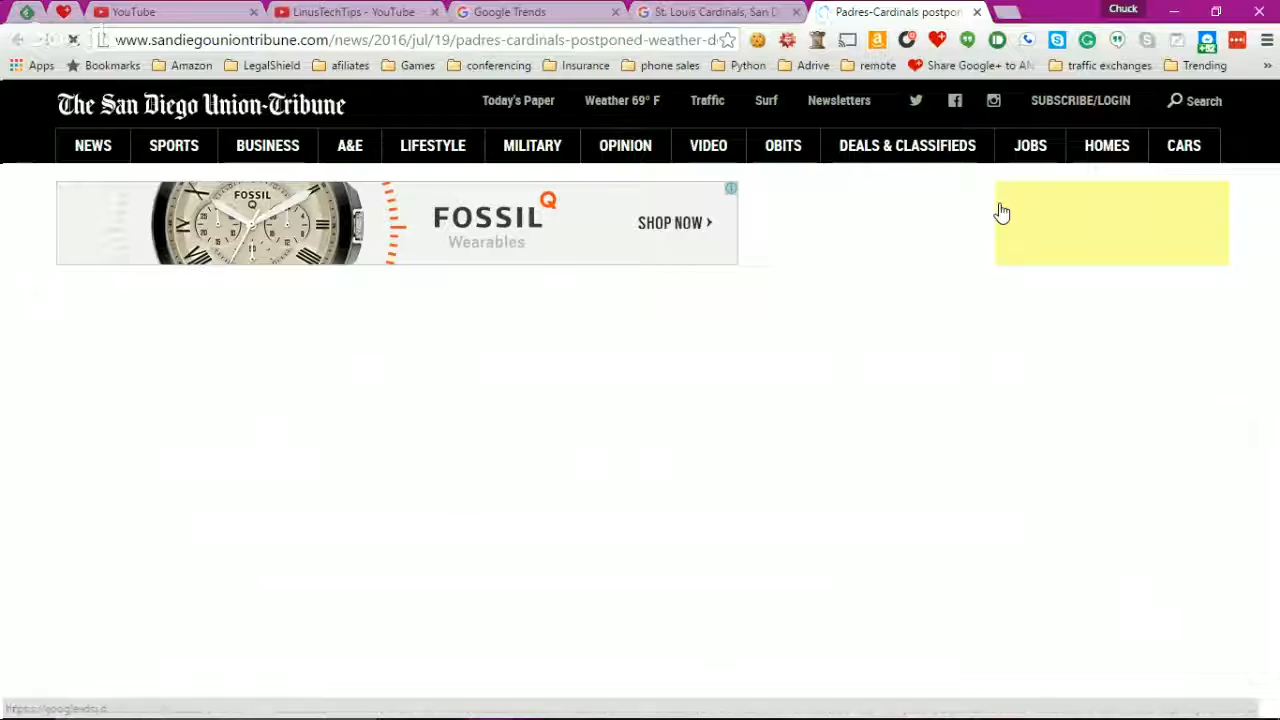 YouTube
LinusTechTips - YouTube
Google Trends
St. Louis Cardinals, San D
Padres-Cardinals postpon
Chuck
www.sandiegouniontribune.com/news/2016/jul/19/padres-cardinals-postponed-weather-d
+52
Apps
Bookmarks
Amazon
LegalShield
afiliates
Games
conferencing
Insurance
phone sales
Python
Adrive
remote
Share Google+ to AN
traffic exchanges
Trending
»
The San Diego Union-Tribune
Today's Paper
Weather 69° F
Traffic
Surf
Newsletters
SUBSCRIBE/LOGIN
Search
NEWS
SPORTS
BUSINESS
A&E
LIFESTYLE
MILITARY
OPINION
VIDEO
OBITS
DEALS & CLASSIFIEDS
JOBS
HOMES
CARS
FOSSIL
Q
FOSSIL Q
Wearables
SHOP NOW